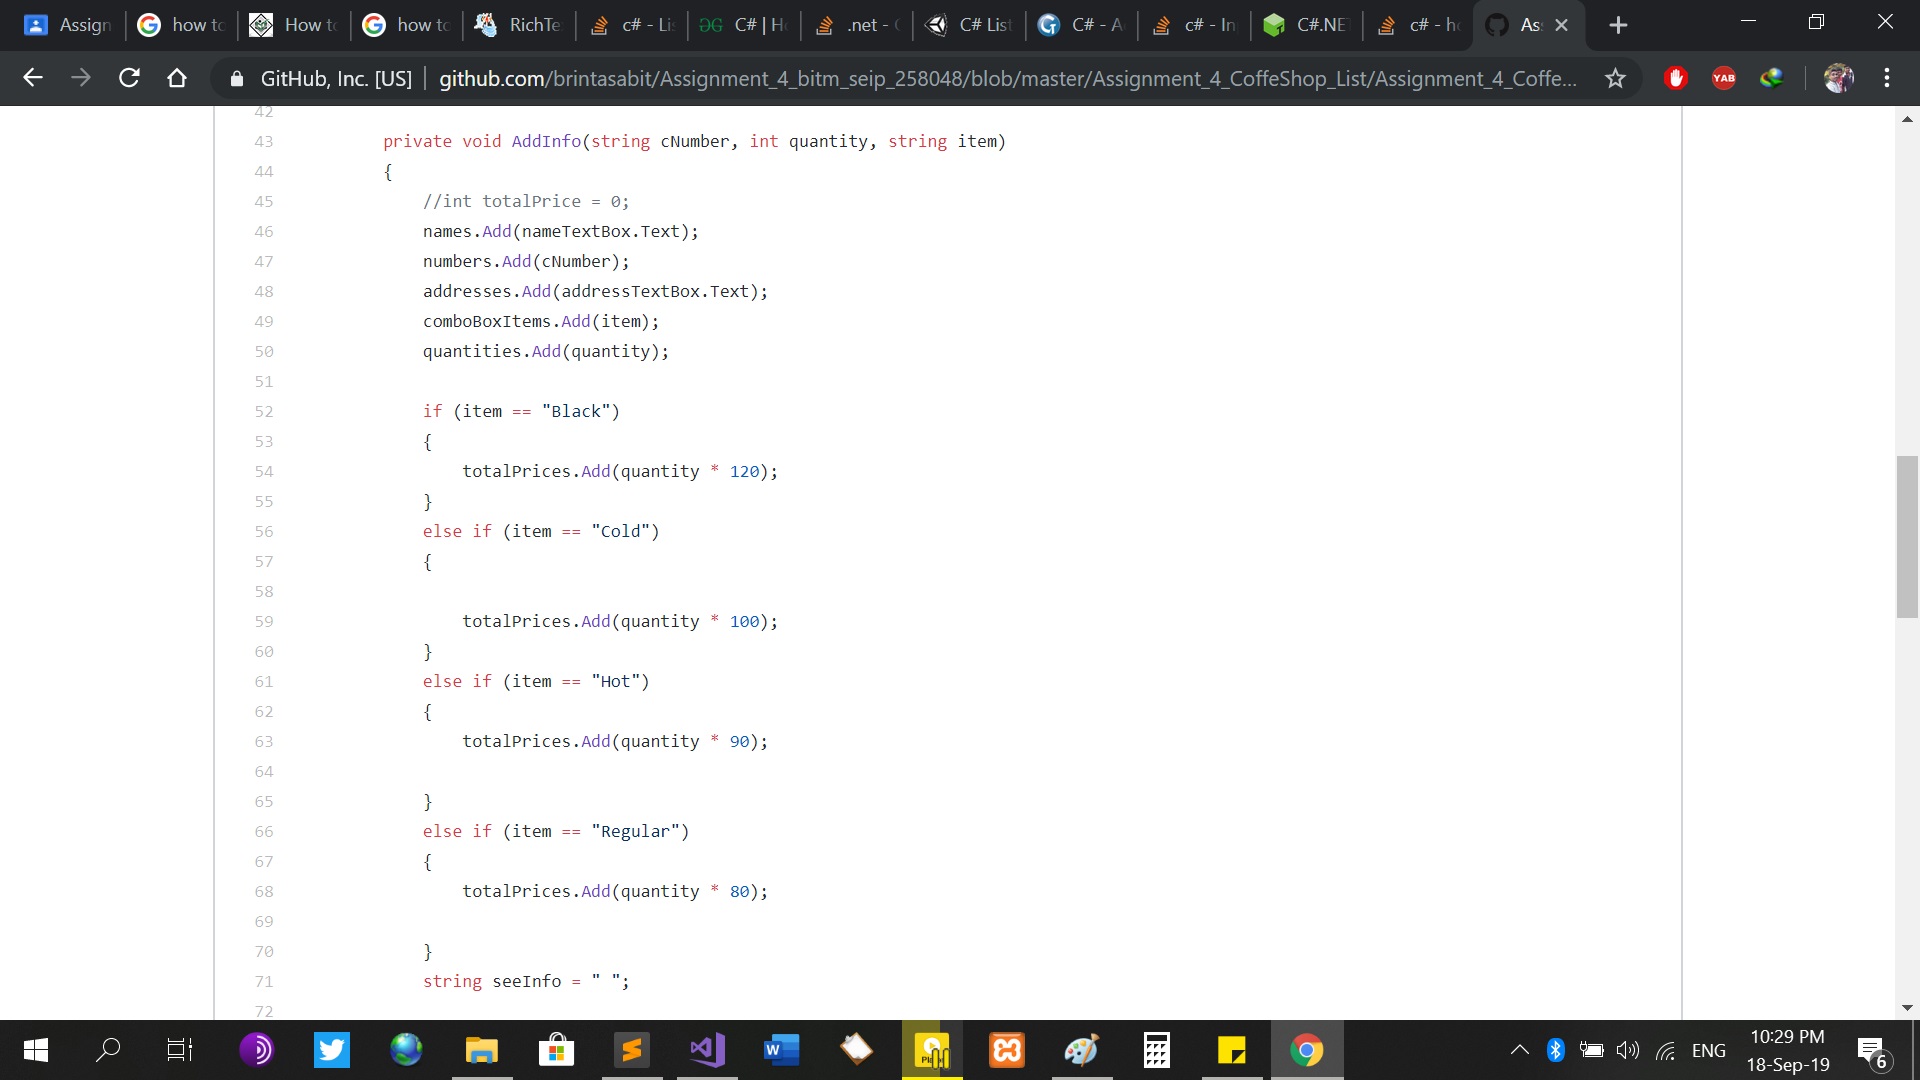 Assign
how to
How to
how to
RichTe
c# - Lis
C# | Ho
.net - C
C# List
C# - A
c# - In
C#.NET
c# - ho
As
GitHub, Inc. [US] | github.com/brintasabit/Assignment_4_bitm_seip_258048/blob/master/Assignment_4_CoffeShop_List/Assignment_4_Coffe...
YAB
42
43 private void AddInfo(string cNumber, int quantity, string item)
44 {
45 //int totalPrice = 0;
46 names.Add(nameTextBox.Text);
47 numbers.Add(cNumber);
48 addresses.Add(addressTextBox.Text);
49 comboBoxItems.Add(item);
50 quantities.Add(quantity);
51
52 if (item == "Black")
53 {
54 totalPrices.Add(quantity * 120);
55 }
56 else if (item == "Cold")
57 {
58
59 totalPrices.Add(quantity * 100);
60 }
61 else if (item == "Hot")
62 {
63 totalPrices.Add(quantity * 90);
64
65 }
66 else if (item == "Regular")
67 {
68 totalPrices.Add(quantity * 80);
69
70 }
71 string seeInfo = " ";
72
ENG
10:29 PM
18-Sep-19
6